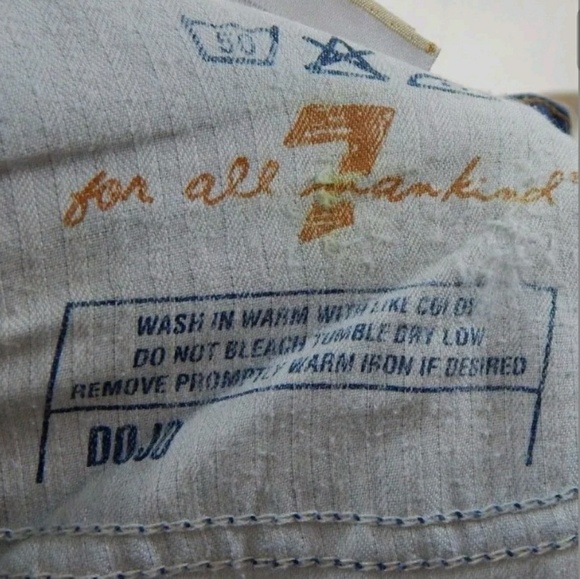 50
7
for all mankind®
WASH IN WARM WITH LIKE COLOR
DO NOT BLEACH TUMBLE DRY LOW
REMOVE PROMPTLY WARM IRON IF DESIRED
DOJO